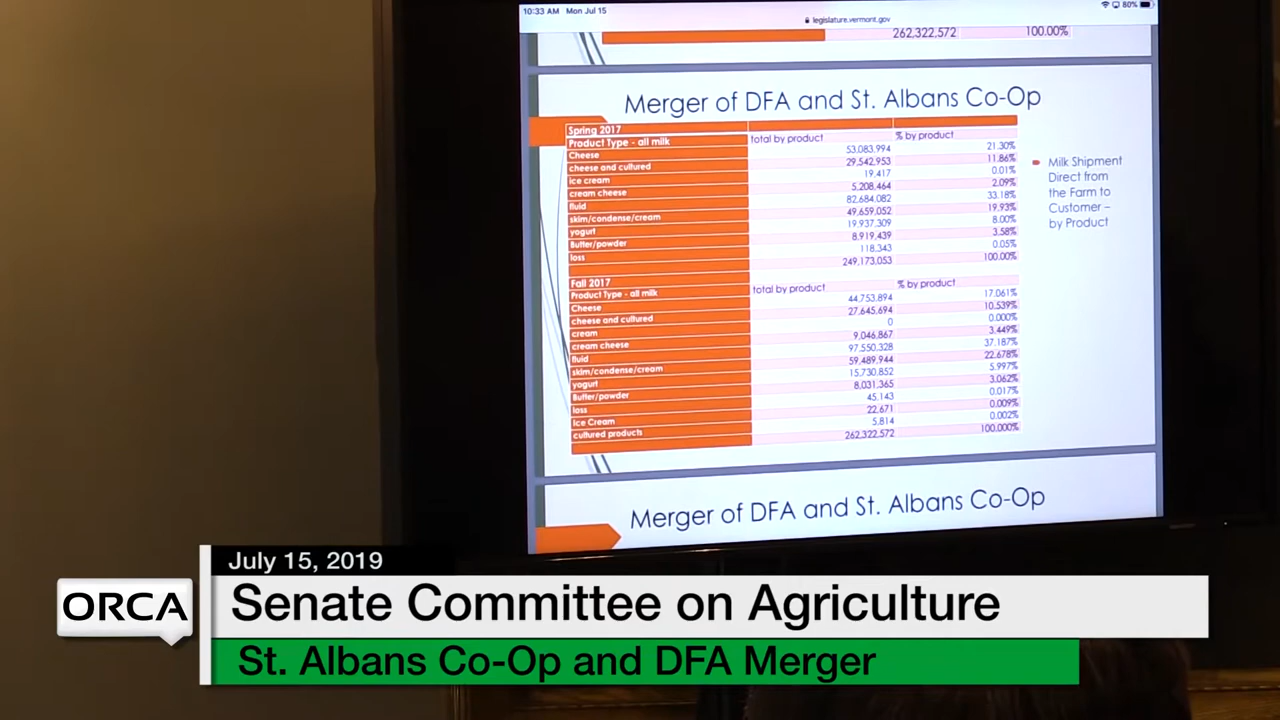 10:33 AM Mon Jul 15
legislature.vermont.gov
80%
262,322,572 100.00%
Merger of DFA and St. Albans Co-Op
Spring 2017
Product Type - all milk total by product % by product
Cheese 53,083,994 21.30%
cheese and cultured 29,542,953 11.86%
ice cream 19,417 0.01%
cream cheese 5,208,464 2.09%
fluid 82,684,082 33.18%
skim/condense/cream 49,659,052 19.93%
yogurt 19,937,309 8.00%
Butter/powder 8,919,439 3.58%
loss 118,343 0.05%
249,173,053 100.00%
Fall 2017
Product Type - all milk total by product % by product
Cheese 44,753,894 17.061%
cheese and cultured 27,645,694 10.539%
cream 0 0.000%
cream cheese 9,046,867 3.449%
fluid 97,550,328 37.187%
skim/condense/cream 59,489,944 22.678%
yogurt 15,730,852 5.997%
Butter/powder 8,031,365 3.062%
loss 45,143 0.017%
Ice Cream 22,671 0.009%
cultured products 5,814 0.002%
262,322,572 100.000%
Milk Shipment
Direct from
the Farm to
Customer –
by Product
Merger of DFA and St. Albans Co-Op
July 15, 2019
ORCA
Senate Committee on Agriculture
St. Albans Co-Op and DFA Merger